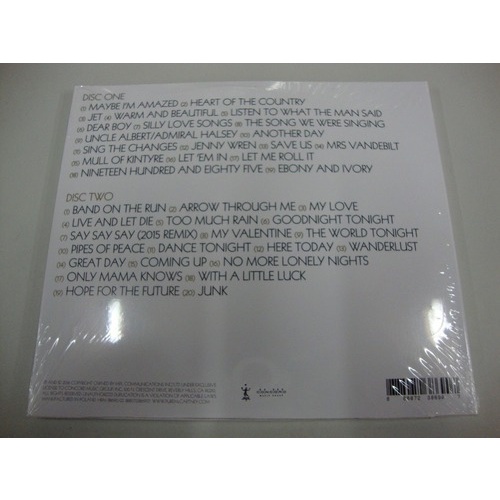 DISC ONE
(1) MAYBE I'M AMAZED (2) HEART OF THE COUNTRY
(3) JET (4) WARM AND BEAUTIFUL (5) LISTEN TO WHAT THE MAN SAID
(6) DEAR BOY (7) SILLY LOVE SONGS (8) THE SONG WE WERE SINGING
(9) UNCLE ALBERT/ADMIRAL HALSEY (10) ANOTHER DAY
(11) SING THE CHANGES (12) JENNY WREN (13) SAVE US (14) MRS VANDEBILT
(15) MULL OF KINTYRE (16) LET 'EM IN (17) LET ME ROLL IT
(18) NINETEEN HUNDRED AND EIGHTY FIVE (19) EBONY AND IVORY
DISC TWO
(1) BAND ON THE RUN (2) ARROW THROUGH ME (3) MY LOVE
(4) LIVE AND LET DIE (5) TOO MUCH RAIN (6) GOODNIGHT TONIGHT
(7) SAY SAY SAY (2015 REMIX) (8) MY VALENTINE (9) THE WORLD TONIGHT
(10) PIPES OF PEACE (11) DANCE TONIGHT (12) HERE TODAY (13) WANDERLUST
(14) GREAT DAY (15) COMING UP (16) NO MORE LONELY NIGHTS
(17) ONLY MAMA KNOWS (18) WITH A LITTLE LUCK
(19) HOPE FOR THE FUTURE (20) JUNK